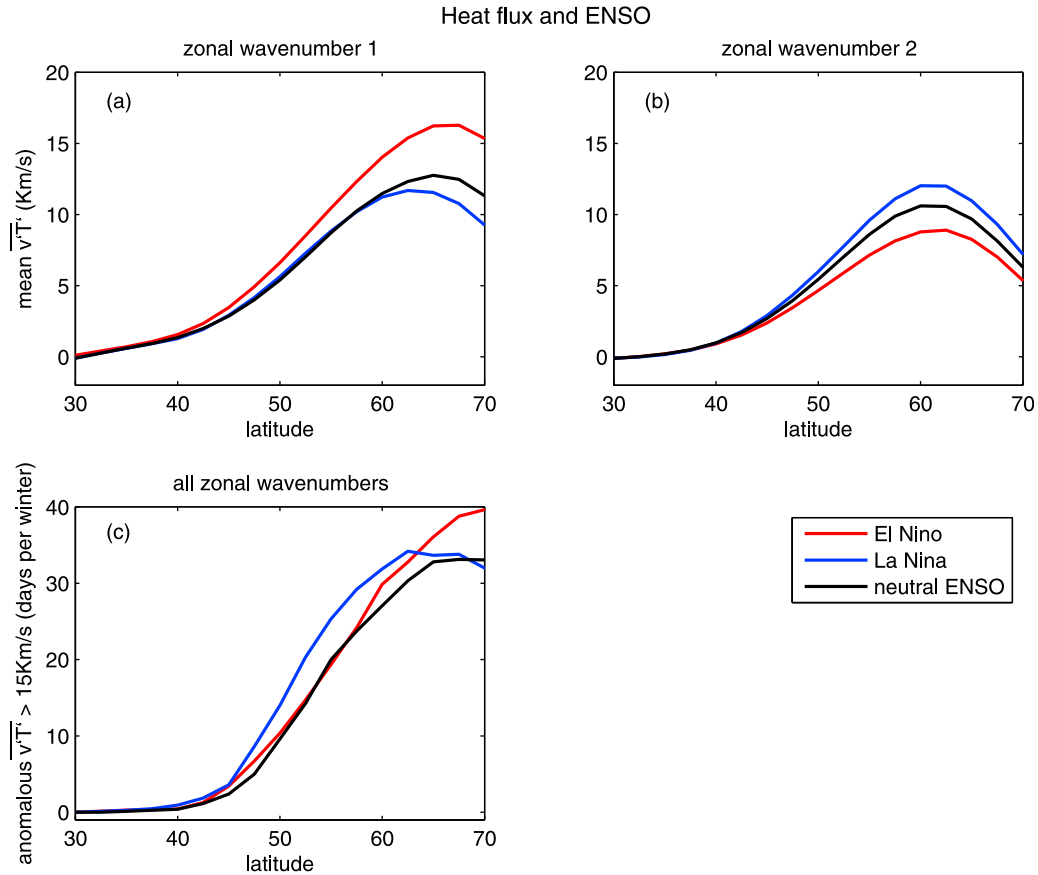 Heat flux and ENSO
zonal wavenumber 1
(a)
mean v'T' (Km/s)
20
15
10
5
0
30 40 50 60 70
latitude
zonal wavenumber 2
(b)
20
15
10
5
0
30 40 50 60 70
latitude
all zonal wavenumbers
(c)
anomalous v'T' > 15Km/s (days per winter)
40
30
20
10
0
30 40 50 60 70
latitude
El Nino
La Nina
neutral ENSO